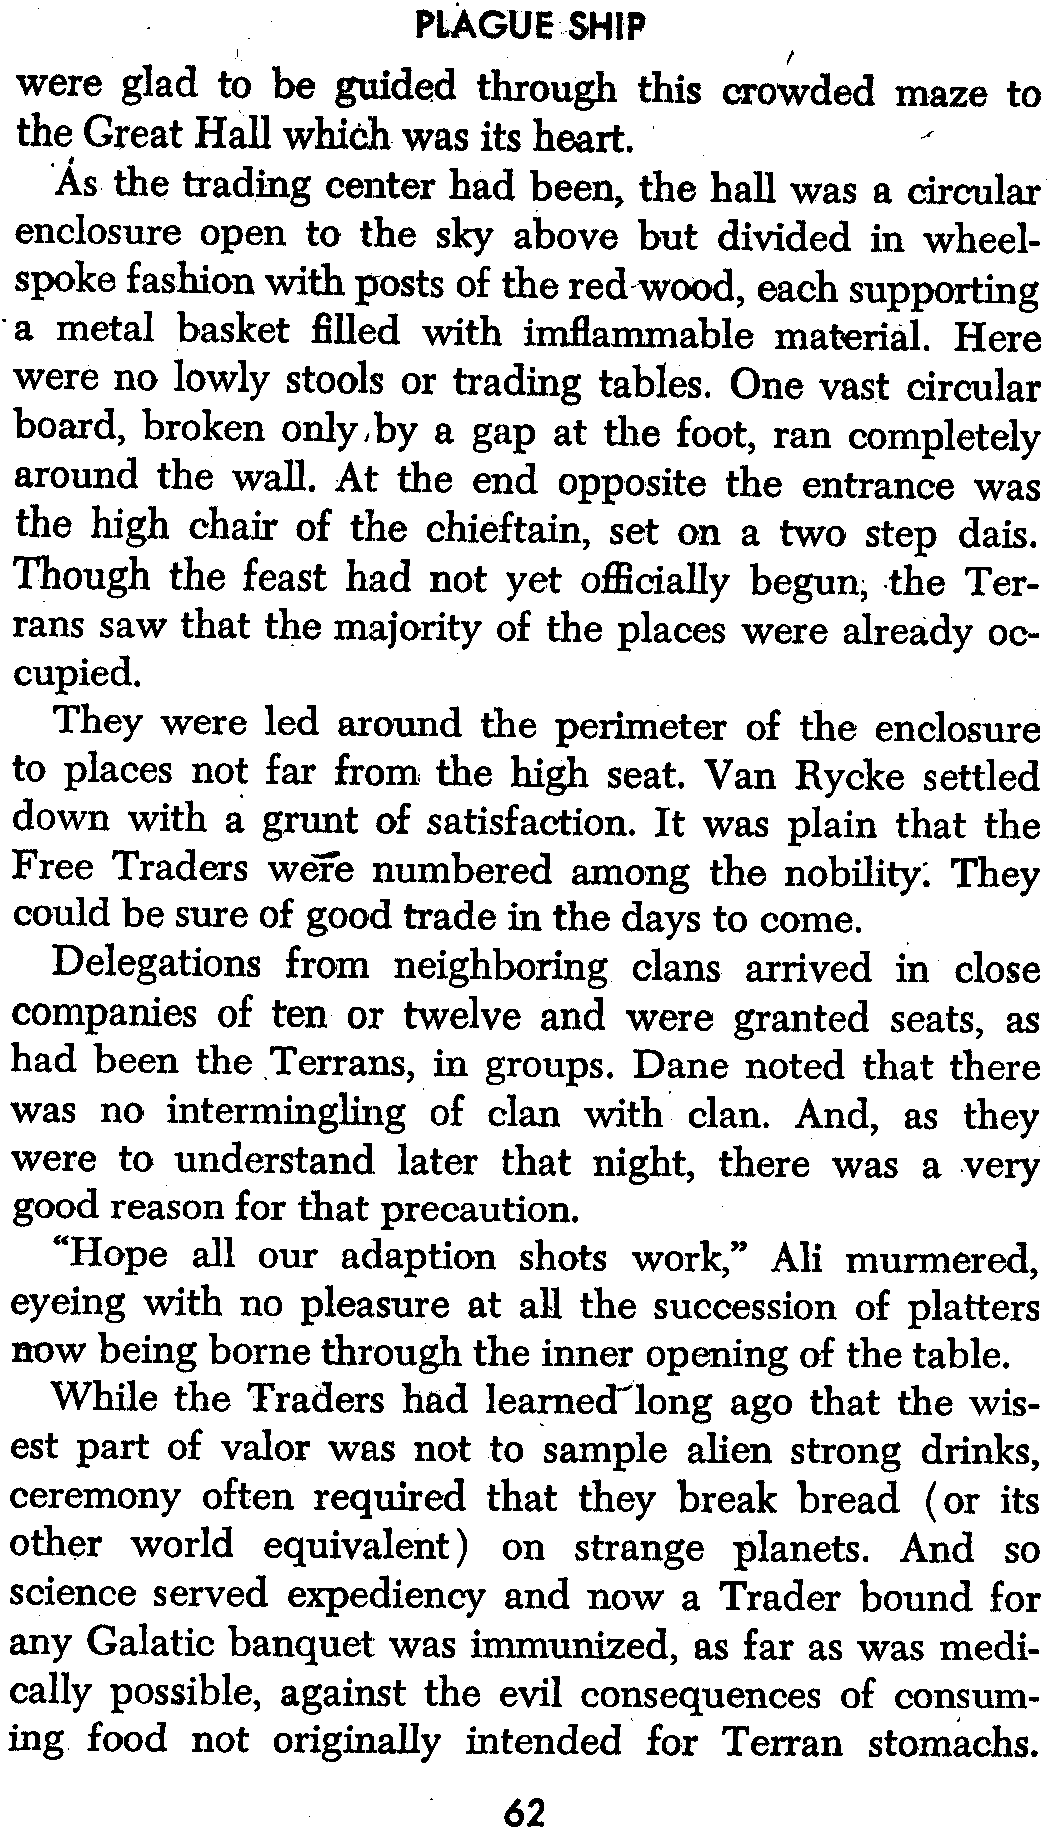 PLAGUE SHIP
were glad to be guided through this crowded maze to
the Great Hall which was its heart.
As the trading center had been, the hall was a circular
enclosure open to the sky above but divided in wheel-
spoke fashion with posts of the red wood, each supporting
a metal basket filled with imflammable material. Here
were no lowly stools or trading tables. One vast circular
board, broken only by a gap at the foot, ran completely
around the wall. At the end opposite the entrance was
the high chair of the chieftain, set on a two step dais.
Though the feast had not yet officially begun, the Ter-
rans saw that the majority of the places were already oc-
cupied.
They were led around the perimeter of the enclosure
to places not far from the high seat. Van Rycke settled
down with a grunt of satisfaction. It was plain that the
Free Traders were numbered among the nobility. They
could be sure of good trade in the days to come.
Delegations from neighboring clans arrived in close
companies of ten or twelve and were granted seats, as
had been the Terrans, in groups. Dane noted that there
was no intermingling of clan with clan. And, as they
were to understand later that night, there was a very
good reason for that precaution.
“Hope all our adaption shots work,” Ali murmered,
eyeing with no pleasure at all the succession of platters
now being borne through the inner opening of the table.
While the Traders had learned long ago that the wis-
est part of valor was not to sample alien strong drinks,
ceremony often required that they break bread (or its
other world equivalent) on strange planets. And so
science served expediency and now a Trader bound for
any Galatic banquet was immunized, as far as was medi-
cally possible, against the evil consequences of consum-
ing food not originally intended for Terran stomachs.
62